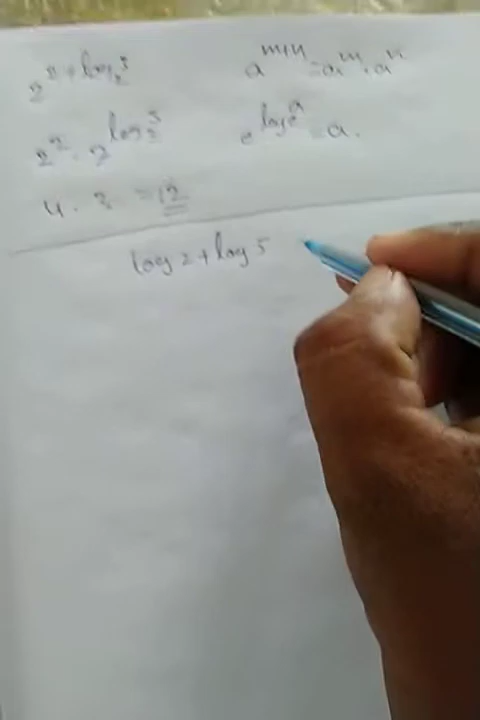 2^{2+log_2^3} a^{m+n} = a^m . a^n
2^2 . 2^{log_2^3} e^{log_e^a} = a.
4 . 3 = 12
log 2 + log 5